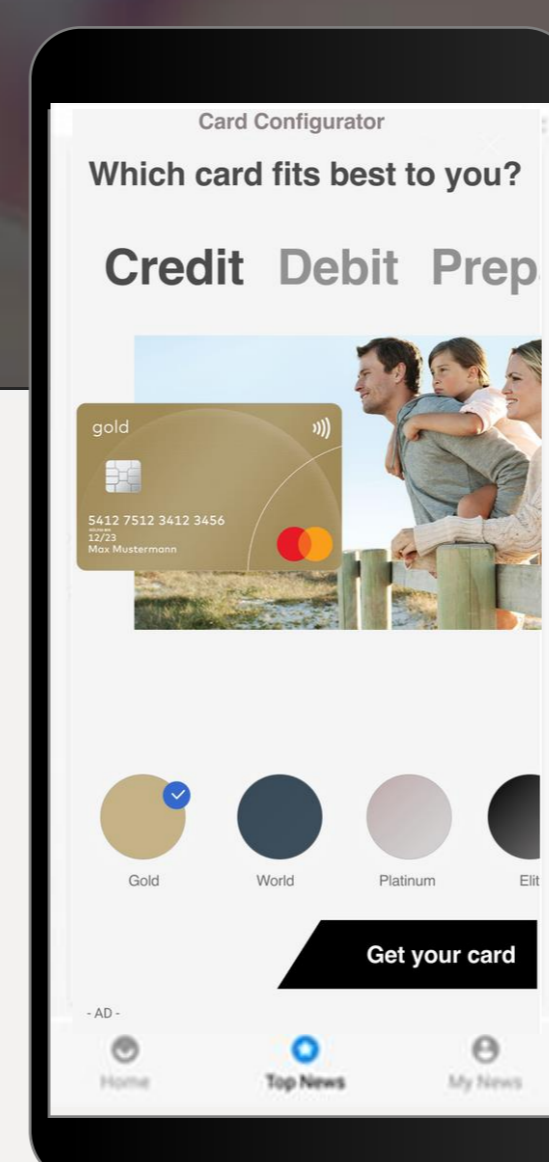 Card Configurator
Which card fits best to you?
Credit Debit Prep
gold
5412 7512 3412 3456
12/23
Max Mustermann
Gold World Platinum Elit
Get your card
- AD -
Home Top News My News